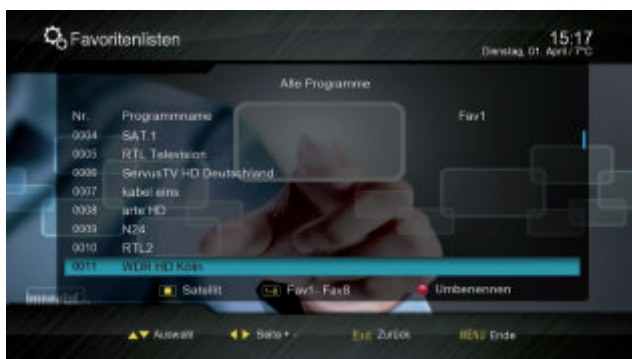 Favoritenlisten
15:17
Dienstag, 01. April / 7°C
Alle Programme
Nr. Programmname Fav1
0004 SAT.1
0005 RTL Television
0006 ServusTV HD Deutschland
0007 kabel eins
0008 arte HD
0009 N24
0010 RTL2
0011 WDR HD Köln
Satellit 1-8 Fav1- Fav8 Umbenennen
Auswahl Seite + - Exit Zurück MENU Ende